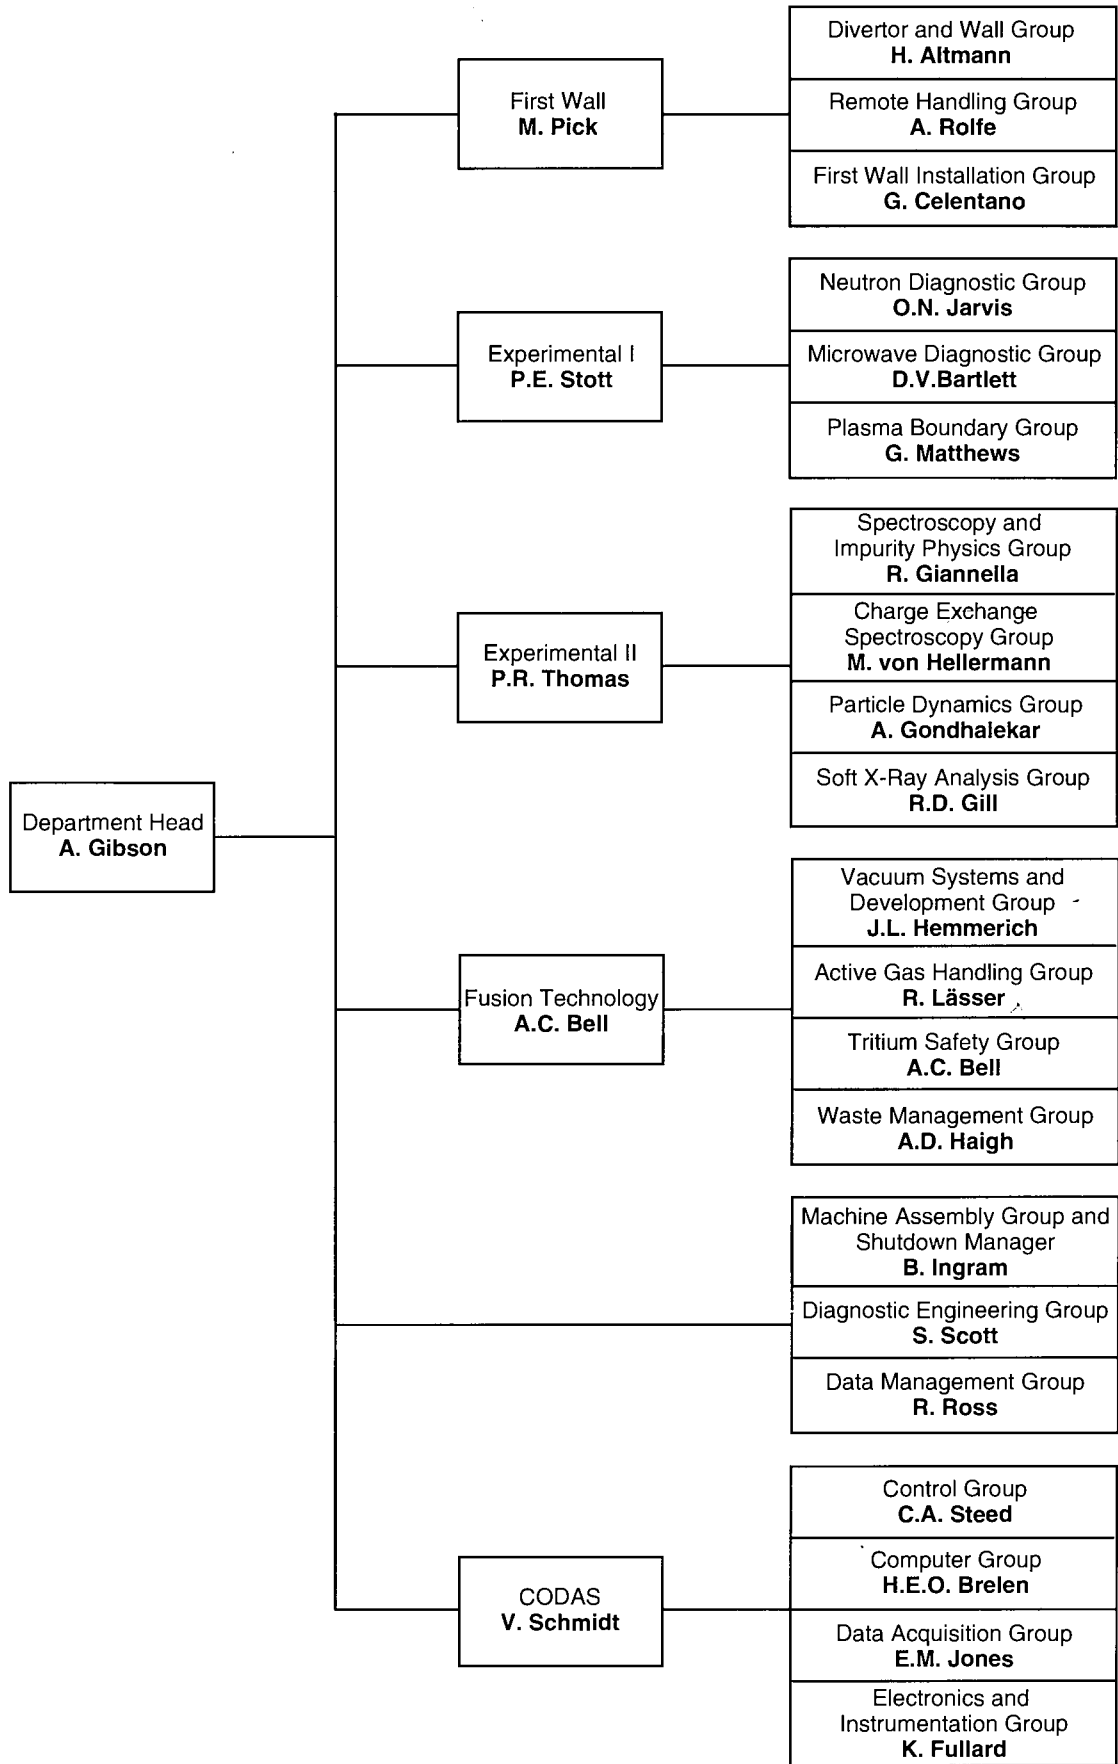 Divertor and Wall Group
H. Altmann
First Wall
M. Pick
Remote Handling Group
A. Rolfe
First Wall Installation Group
G. Celentano
Neutron Diagnostic Group
O.N. Jarvis
Experimental I
P.E. Stott
Microwave Diagnostic Group
D.V.Bartlett
Plasma Boundary Group
G. Matthews
Spectroscopy and
Impurity Physics Group
R. Giannella
Experimental II
P.R. Thomas
Charge Exchange
Spectroscopy Group
M. von Hellermann
Particle Dynamics Group
A. Gondhalekar
Soft X-Ray Analysis Group
R.D. Gill
Department Head
A. Gibson
Vacuum Systems and
Development Group
J.L. Hemmerich
Fusion Technology
A.C. Bell
Active Gas Handling Group
R. Lässer
Tritium Safety Group
A.C. Bell
Waste Management Group
A.D. Haigh
Machine Assembly Group and
Shutdown Manager
B. Ingram
Diagnostic Engineering Group
S. Scott
Data Management Group
R. Ross
Control Group
C.A. Steed
CODAS
V. Schmidt
Computer Group
H.E.O. Brelen
Data Acquisition Group
E.M. Jones
Electronics and
Instrumentation Group
K. Fullard